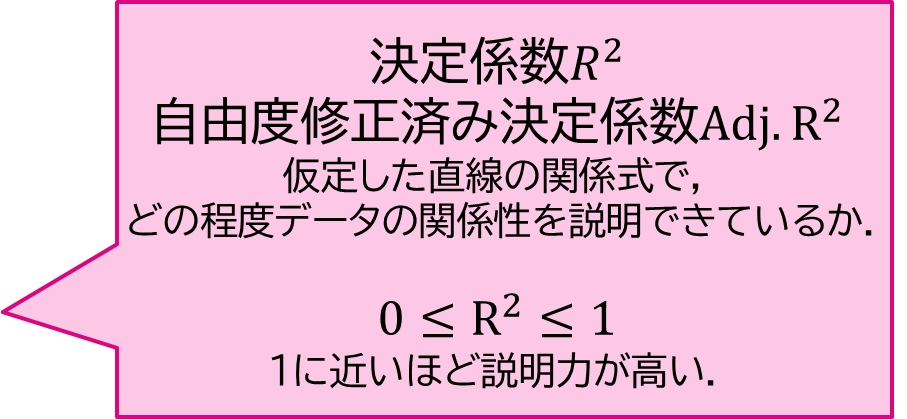 決定係数R²
自由度修正済み決定係数Adj. R²
仮定した直線の関係式で,
どの程度データの関係性を説明できているか.
0 ≤ R² ≤ 1
1に近いほど説明力が高い.